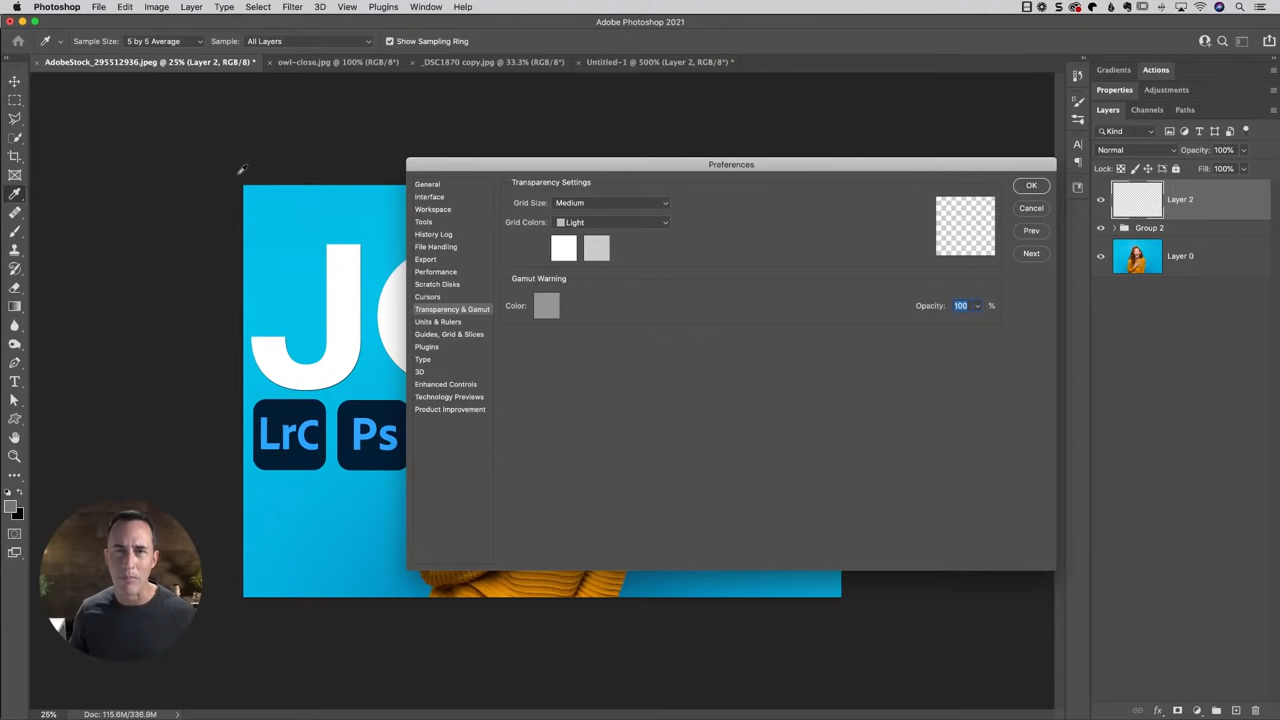 Photoshop File Edit Image Layer Type Select Filter 3D View Plugins Window Help
Adobe Photoshop 2021
Sample Size: 5 by 5 Average Sample: All Layers Show Sampling Ring
AdobeStock_295512936.jpeg @ 25% (Layer 2, RGB/8) * owl-close.jpg @ 100% (RGB/8*) _DSC1870 copy.jpg @ 33.3% (RGB/8*) Untitled-1 @ 500% (Layer 2, RGB/8*) *
Gradients Actions
Properties Adjustments
Layers Channels Paths
Kind
Normal Opacity: 100%
Lock: Fill: 100%
Layer 2
Group 2
Layer 0
Preferences
General
Interface
Workspace
Tools
History Log
File Handling
Export
Performance
Scratch Disks
Cursors
Transparency & Gamut
Units & Rulers
Guides, Grid & Slices
Plugins
Type
3D
Enhanced Controls
Technology Previews
Product Improvement
Transparency Settings
Grid Size: Medium
Grid Colors: Light
Gamut Warning
Color: Opacity: 100 %
OK
Cancel
Prev
Next
J
LrC Ps
25% Doc: 115.6M/336.9M